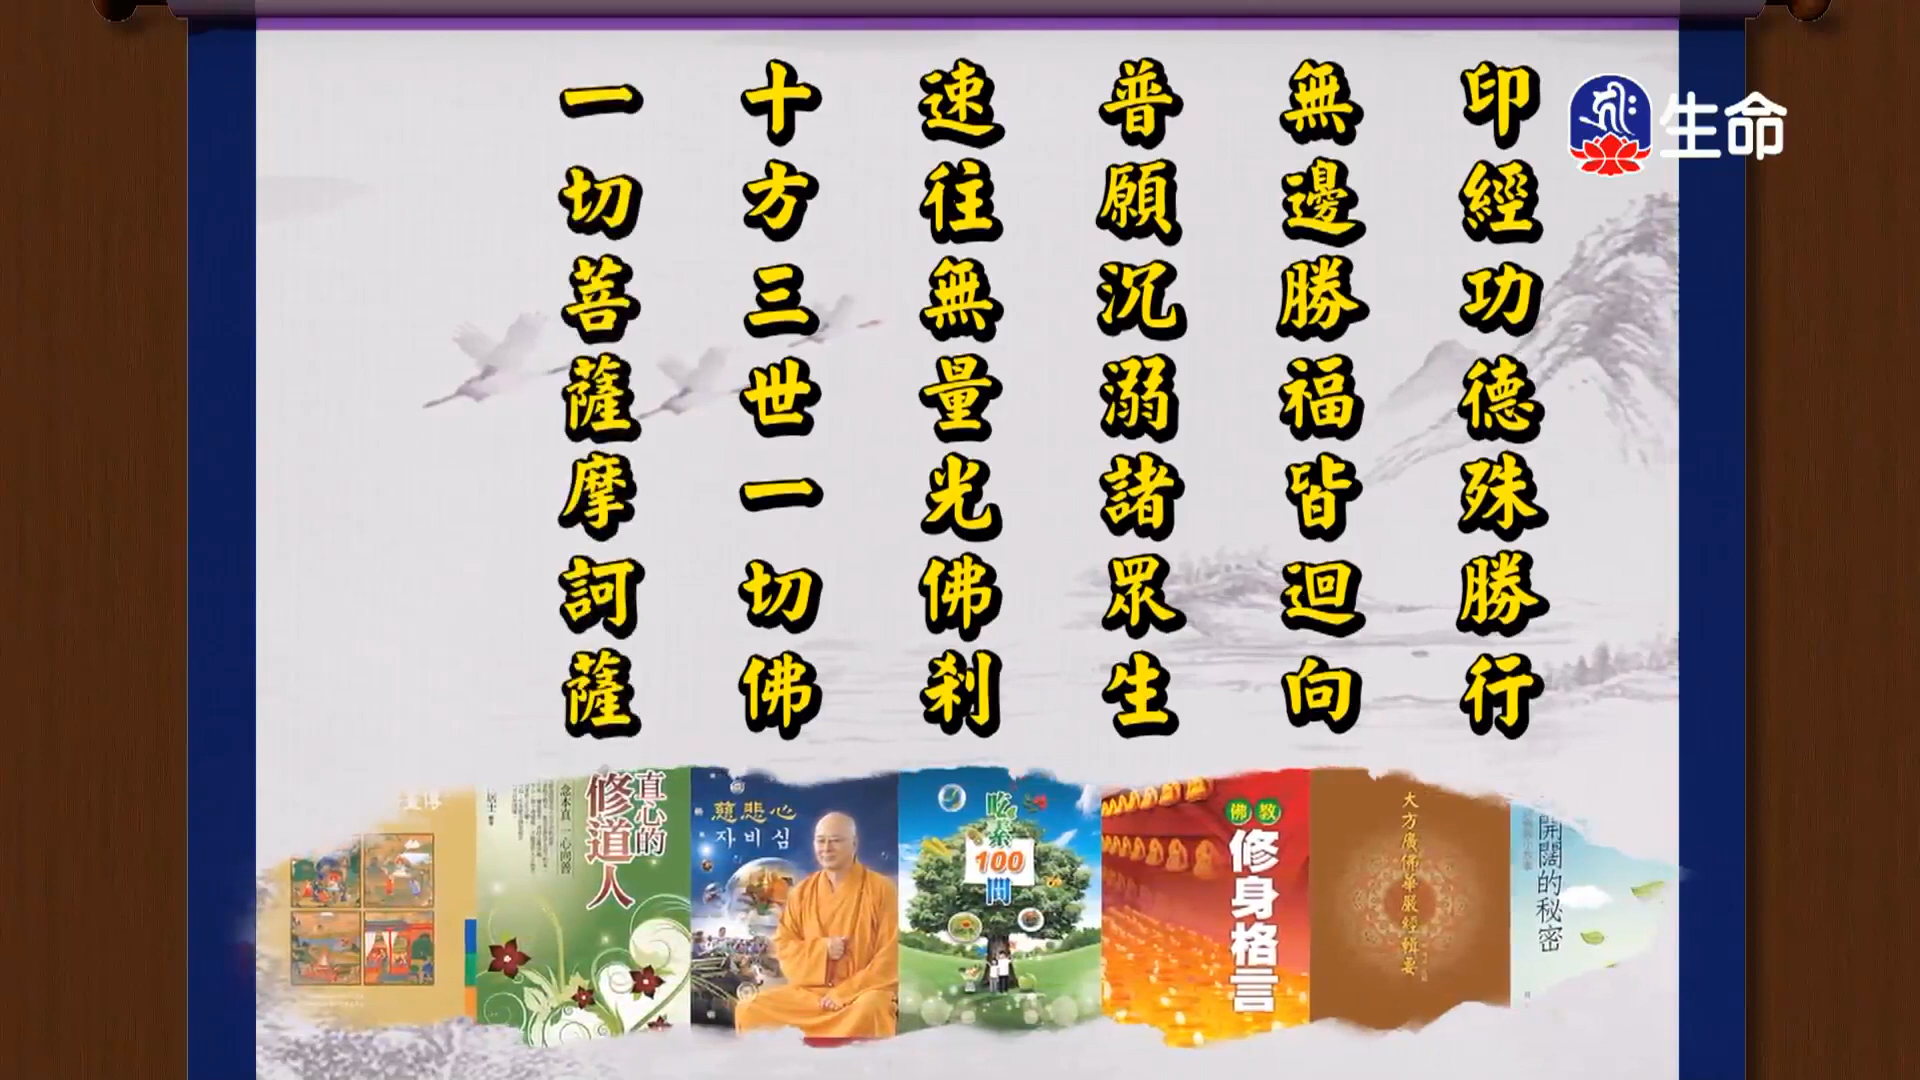 印經功德殊勝行
無邊勝福皆迴向
普願沉溺諸眾生
速往無量光佛剎
十方三世一切佛
一切菩薩摩訶薩
生命
直心的
修道人
念本真 一心向善
慈悲心
자비심
吃素
100
問
佛教
修身格言
大方廣佛華嚴經輯要
開闊的秘密